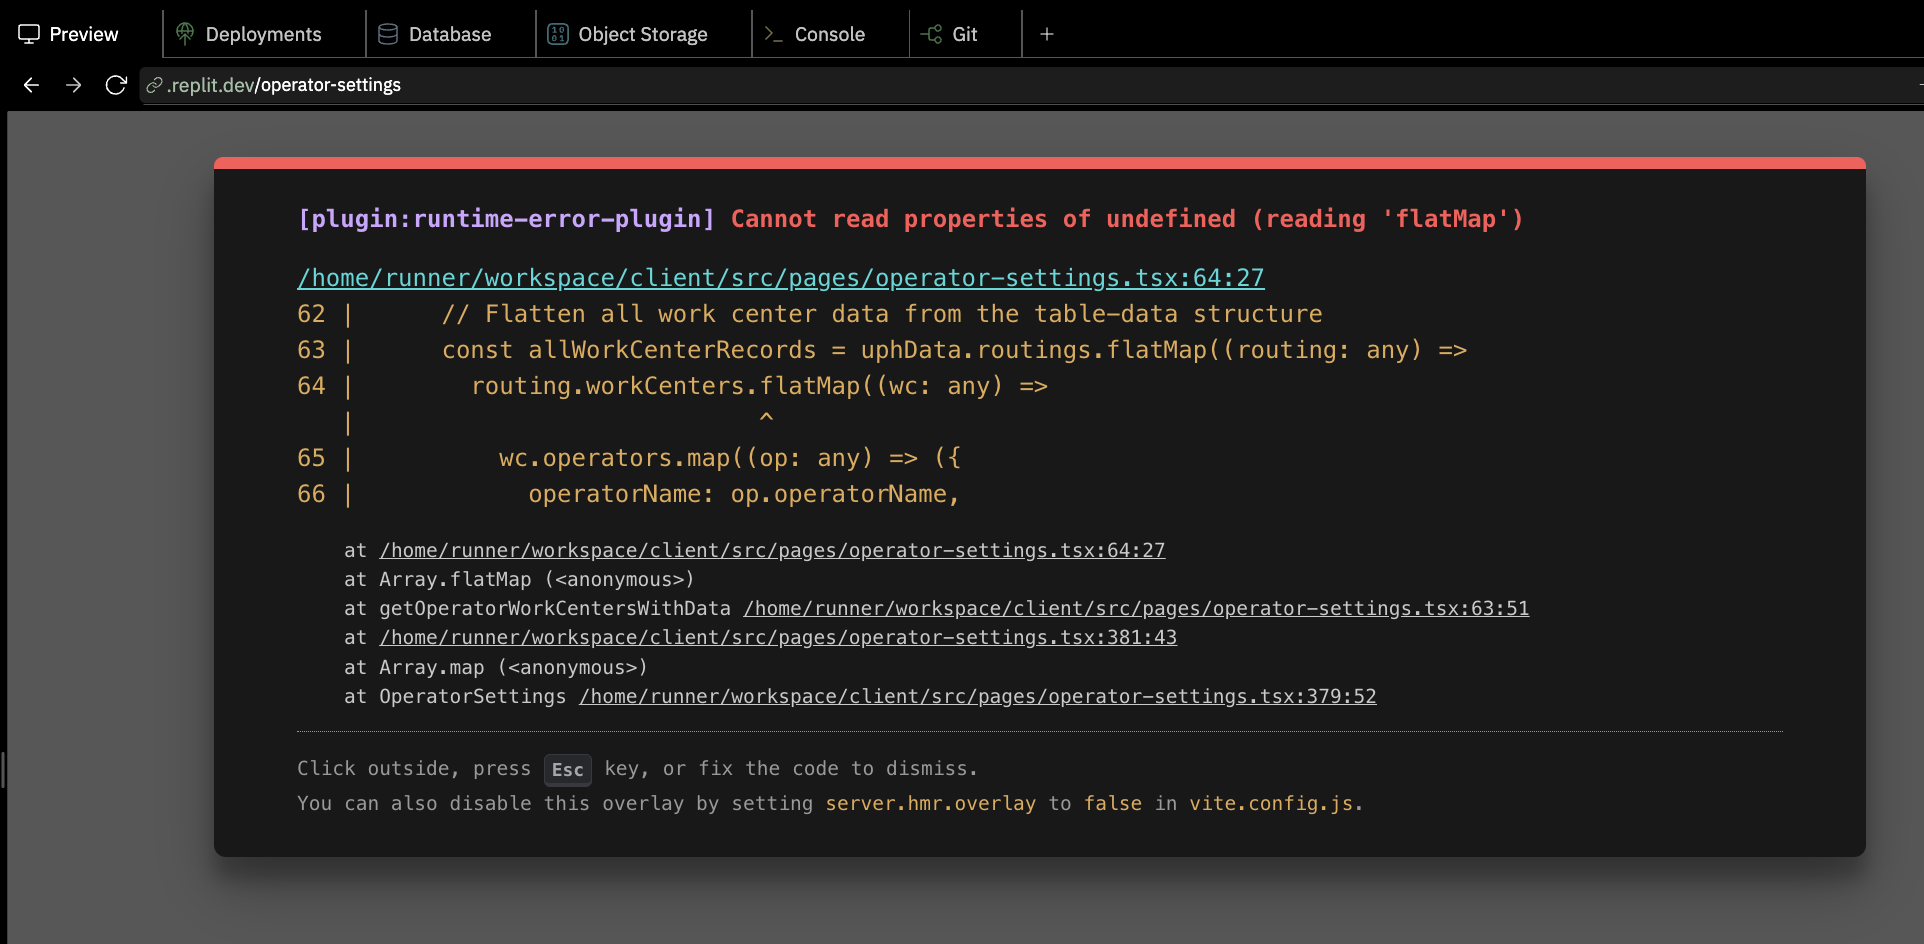 Preview
Deployments
Database
Object Storage
Console
Git
.replit.dev/operator-settings
[plugin:runtime-error-plugin] Cannot read properties of undefined (reading 'flatMap')
/home/runner/workspace/client/src/pages/operator-settings.tsx:64:27
62 |      // Flatten all work center data from the table-data structure
63 |      const allWorkCenterRecords = uphData.routings.flatMap((routing: any) =>
64 |        routing.workCenters.flatMap((wc: any) =>
   |                            ^
65 |          wc.operators.map((op: any) => ({
66 |            operatorName: op.operatorName,
at /home/runner/workspace/client/src/pages/operator-settings.tsx:64:27
at Array.flatMap (<anonymous>)
at getOperatorWorkCentersWithData /home/runner/workspace/client/src/pages/operator-settings.tsx:63:51
at /home/runner/workspace/client/src/pages/operator-settings.tsx:381:43
at Array.map (<anonymous>)
at OperatorSettings /home/runner/workspace/client/src/pages/operator-settings.tsx:379:52
Click outside, press Esc key, or fix the code to dismiss.
You can also disable this overlay by setting server.hmr.overlay to false in vite.config.js.